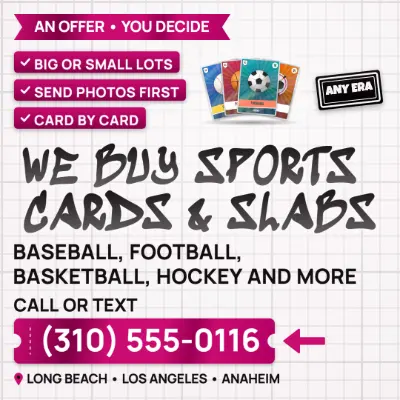 AN OFFER • YOU DECIDE
✓ BIG OR SMALL LOTS
✓ SEND PHOTOS FIRST
✓ CARD BY CARD
ANY ERA
WE BUY SPORTS
CARDS & SLABS
BASEBALL, FOOTBALL,
BASKETBALL, HOCKEY AND MORE
CALL OR TEXT
(310) 555-0116
LONG BEACH • LOS ANGELES • ANAHEIM